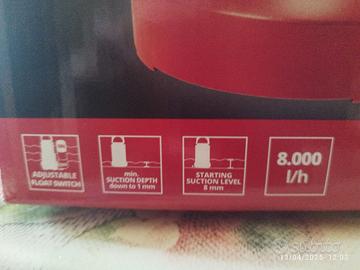 ADJUSTABLE
FLOAT SWITCH
min.
SUCTION DEPTH
down to 1 mm
STARTING
SUCTION LEVEL
8 mm
8.000
l/h
subito
13/04/2025 12:03